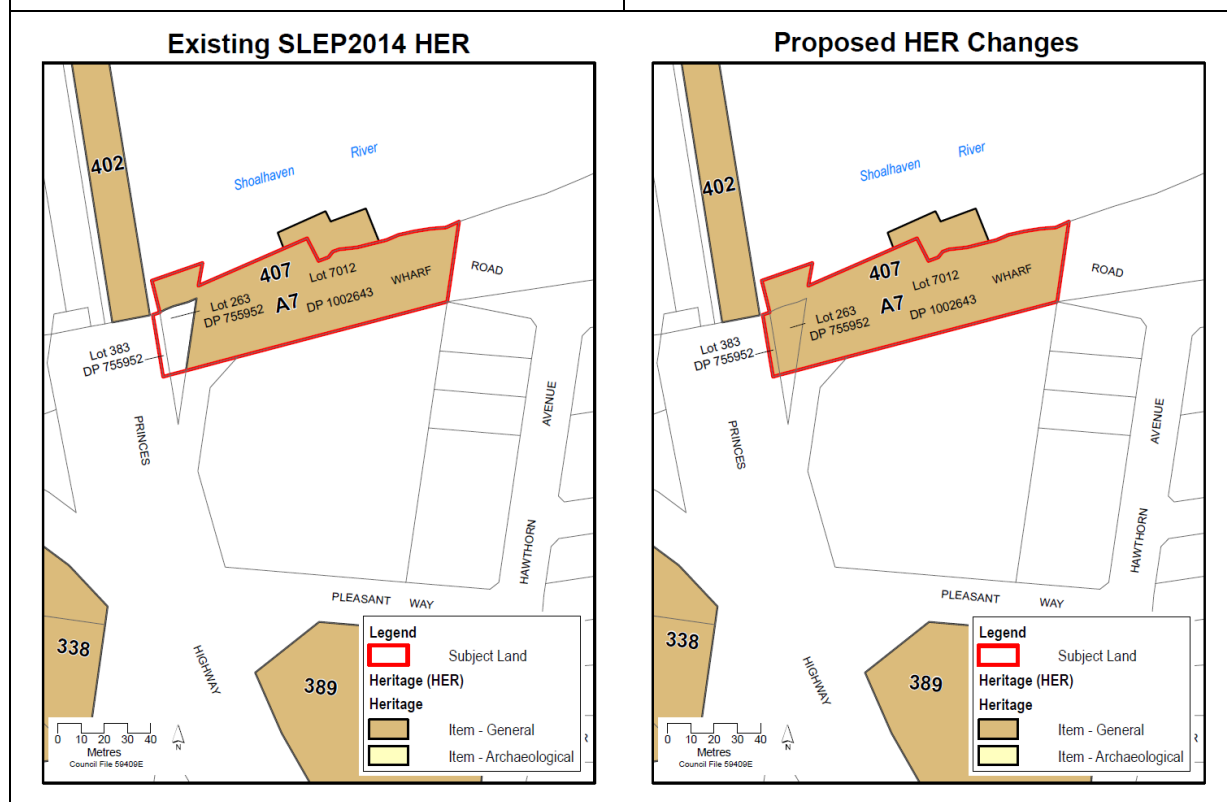 Existing SLEP2014 HER
402
Shoalhaven
River
407
Lot 7012
WHARF
ROAD
Lot 263
DP 755952
A7
DP 1002643
Lot 383
DP 755952
PRINCES
AVENUE
HAWTHORN
PLEASANT WAY
338
HIGHWAY
389
Legend
Subject Land
Heritage (HER)
Heritage
Item - General
Item - Archaeological
0 10 20 30 40
Metres
Council File 59409E
N
Proposed HER Changes
402
Shoalhaven
River
407
Lot 7012
WHARF
ROAD
Lot 263
DP 755952
A7
DP 1002643
Lot 383
DP 755952
PRINCES
AVENUE
HAWTHORN
PLEASANT WAY
338
HIGHWAY
389
Legend
Subject Land
Heritage (HER)
Heritage
Item - General
Item - Archaeological
0 10 20 30 40
Metres
Council File 59409E
N